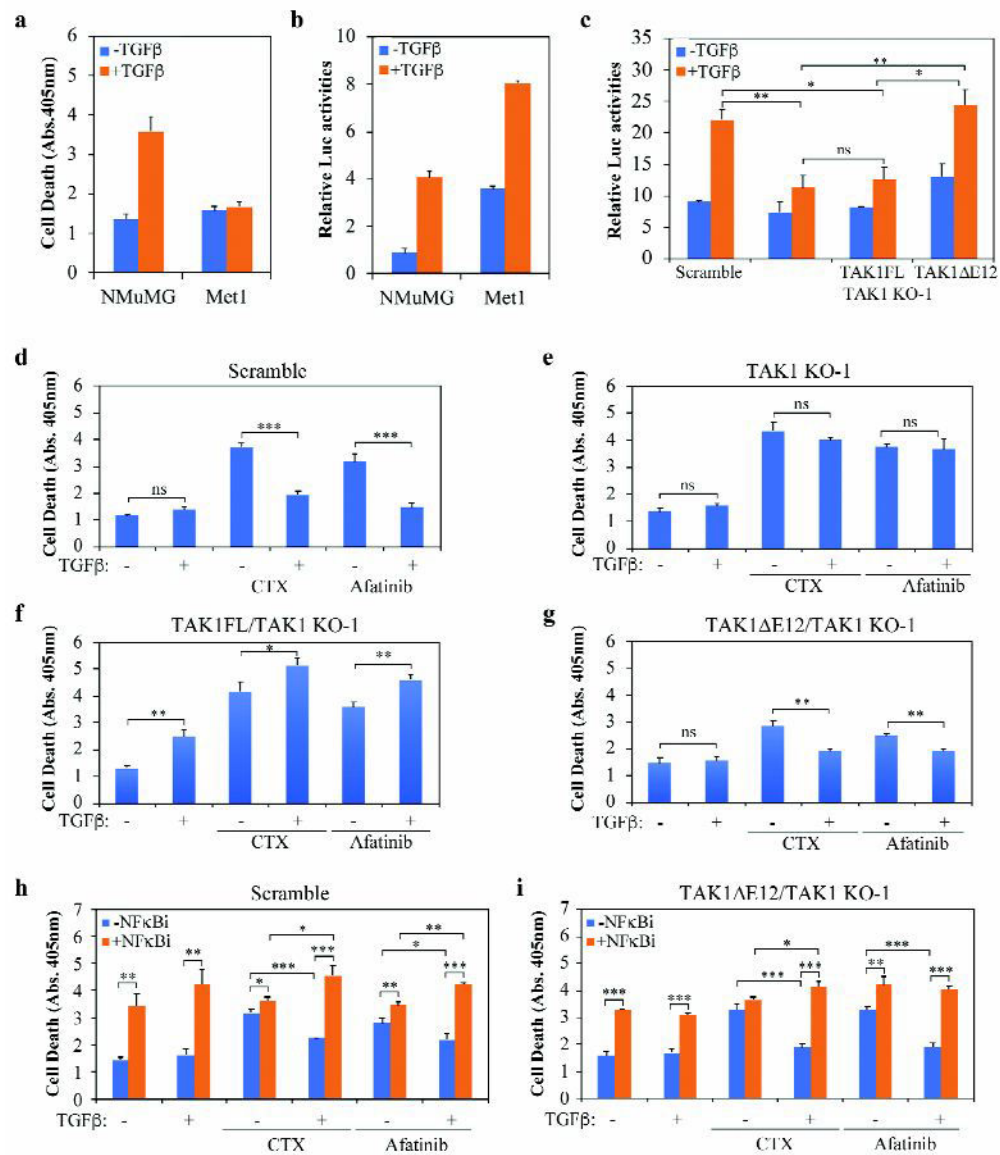 a
Cell Death (Abs.405nm)
6
5
4
3
2
1
0
-TGFβ
+TGFβ
NMuMG Met1
b
Relative Luc activities
10
8
6
4
2
0
-TGFβ
+TGFβ
NMuMG Met1
c
Relative Luc activities
35
30
25
20
15
10
5
0
-TGFβ
+TGFβ
**
* *
**
ns
Scramble TAK1FL TAK1ΔE12
TAK1 KO-1
d
Scramble
Cell Death (Abs. 405nm)
6
5
4
3
2
1
0
ns *** ***
TGFβ: - + - + - +
CTX Afatinib
e
TAK1 KO-1
Cell Death (Abs. 405nm)
6
5
4
3
2
1
0
ns ns ns
TGFβ: - + - + - +
CTX Afatinib
f
TAK1FL/TAK1 KO-1
Cell Death (Abs. 405nm)
6
5
4
3
2
1
0
** * **
TGFβ: - + - + - +
CTX Afatinib
g
TAK1ΔE12/TAK1 KO-1
Cell Death (Abs. 405nm)
6
5
4
3
2
1
0
ns ** **
TGFβ: - + - + - +
CTX Afatinib
h
Scramble
Cell Death (Abs. 405nm)
7
6
5
4
3
2
1
0
-NFκBi
+NFκBi
* **
*** *
** ** * *** ** ***
TGFβ: - + - + - +
CTX Afatinib
i
TAK1ΔE12/TAK1 KO-1
Cell Death (Abs. 405nm)
7
6
5
4
3
2
1
0
-NFκBi
+NFκBi
* ***
*** *** *** *** ** ***
TGFβ: - + - + - +
CTX Afatinib